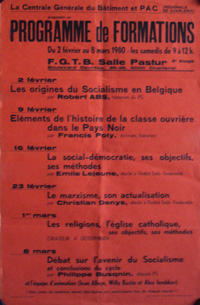 La Centrale Générale du Bâtiment et PAC
PROGRAMME de FORMATIONS
Du 2 février au 8 mars 1980 - les samedis de 9 à 12 h.
F.G.T.B. Salle Pastur
2 février
Les origines du Socialisme en Belgique
par Robert ABS,
9 février
Eléments de l'histoire de la classe ouvrière
dans le Pays Noir
par Francis Poty,
16 février
La social-démocratie, ses objectifs,
ses méthodes
par Emile Lejeune,
23 février
Le marxisme, son actualisation
par Christian Denys,
1er mars
Les religions, l'église catholique,
ses objectifs, ses méthodes
8 mars
Débat sur l'avenir du Socialisme
et conclusions du cycle
par Philippe Busquin,
et l'équipe d'animation